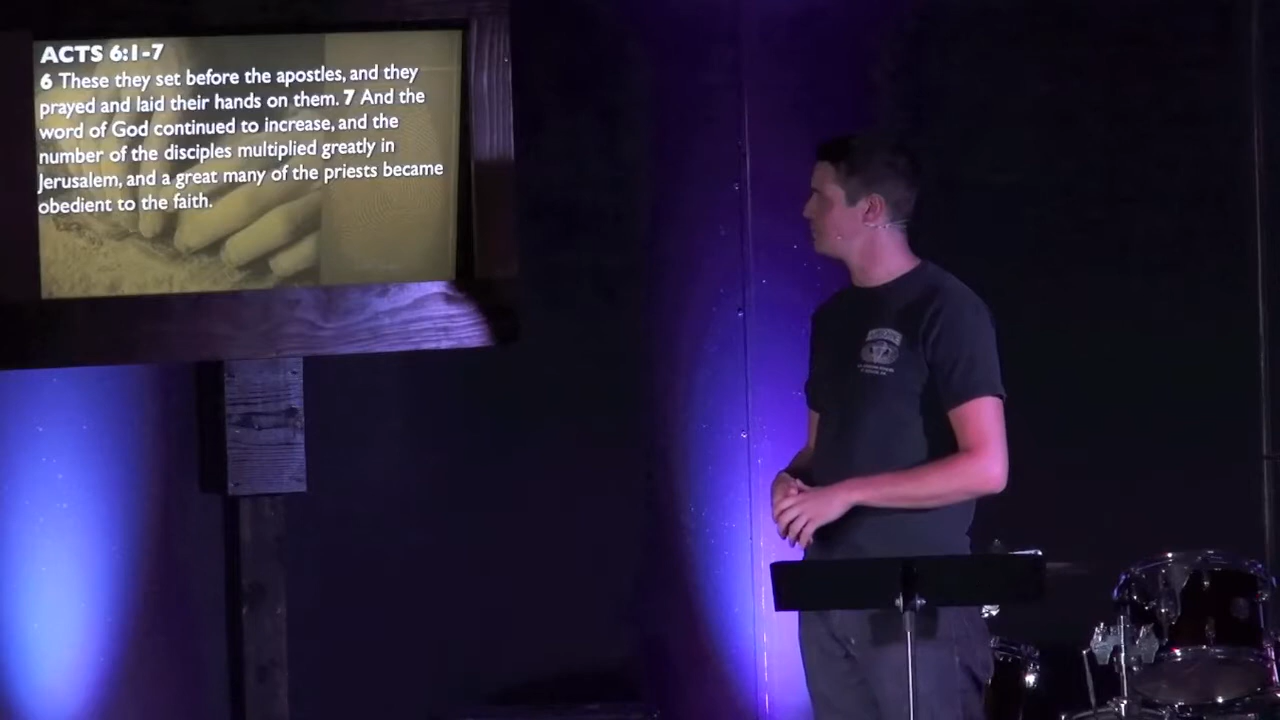 ACTS 6:1-7
6 These they set before the apostles, and they
prayed and laid their hands on them. 7 And the
word of God continued to increase, and the
number of the disciples multiplied greatly in
Jerusalem, and a great many of the priests became
obedient to the faith.